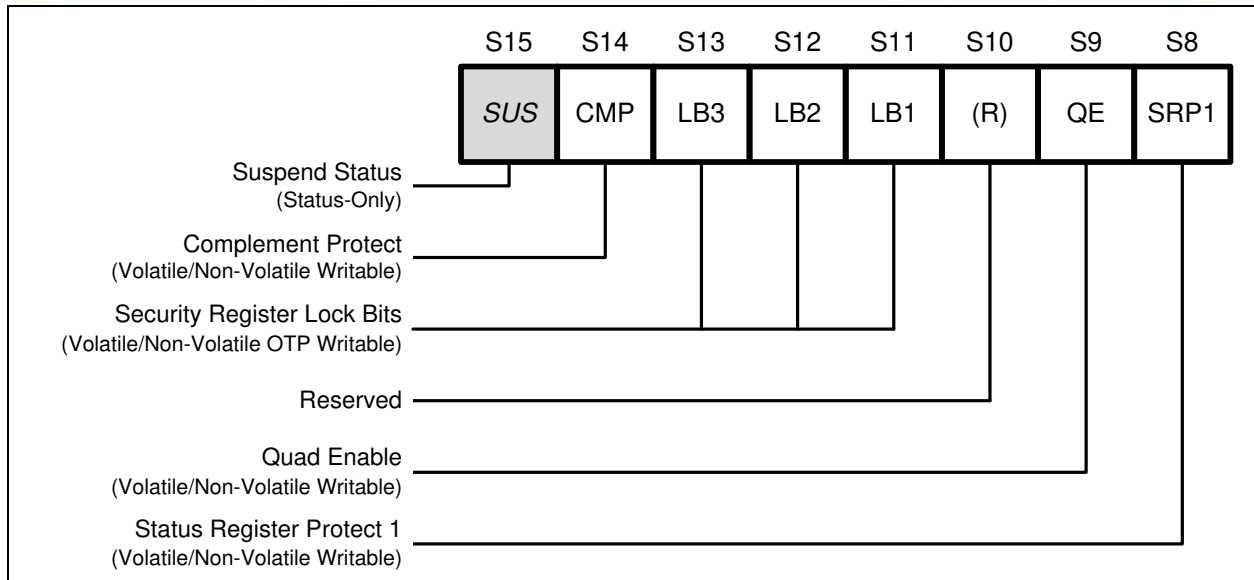 S15 S14 S13 S12 S11 S10 S9 S8
SUS CMP LB3 LB2 LB1 (R) QE SRP1
Suspend Status
(Status-Only)
Complement Protect
(Volatile/Non-Volatile Writable)
Security Register Lock Bits
(Volatile/Non-Volatile OTP Writable)
Reserved
Quad Enable
(Volatile/Non-Volatile Writable)
Status Register Protect 1
(Volatile/Non-Volatile Writable)